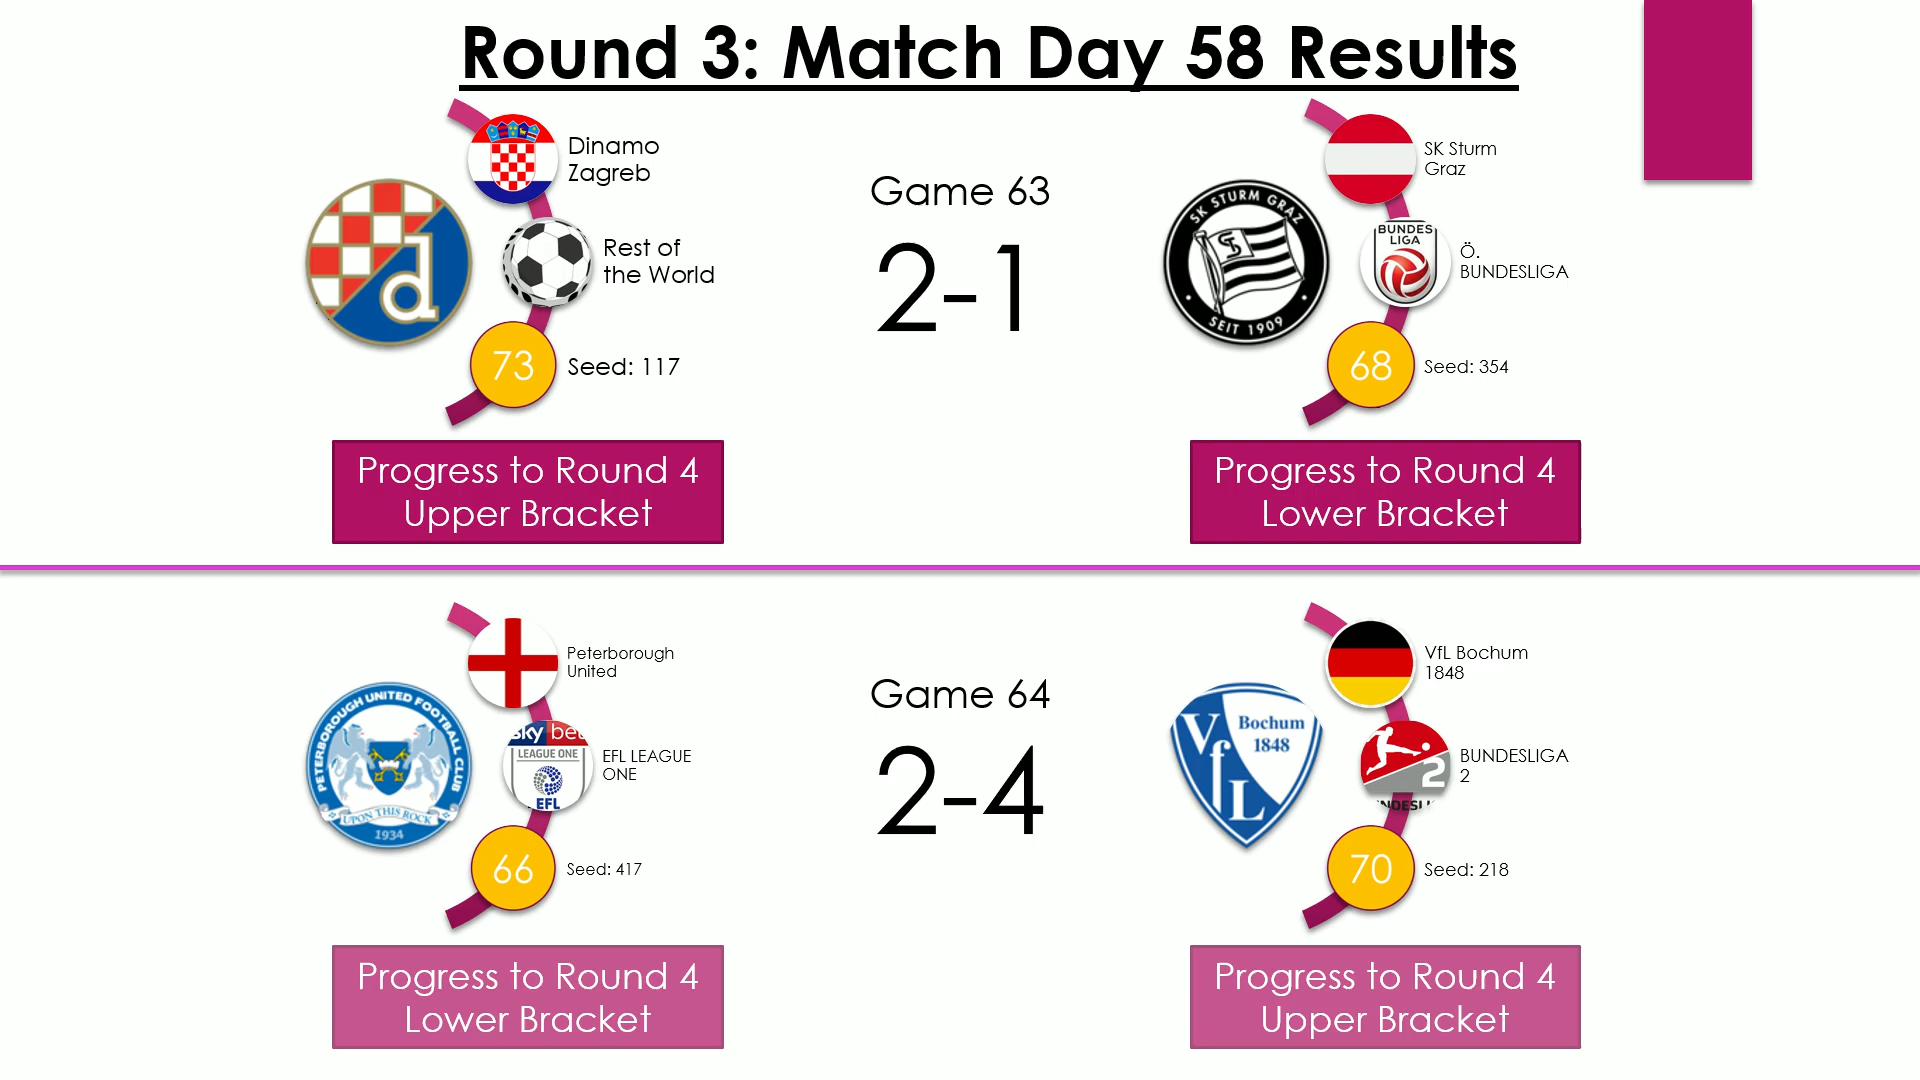 Round 3: Match Day 58 Results
Dinamo
Zagreb
Rest of
the World
73
Seed: 117
Game 63
2-1
SK STURM GRAZ
SEIT 1909
SK Sturm
Graz
BUNDES
LIGA
Ö.
BUNDESLIGA
68
Seed: 354
Progress to Round 4
Upper Bracket
Progress to Round 4
Lower Bracket
PETERBOROUGH UNITED FOOTBALL CLUB
UPON THIS ROCK
1934
Peterborough
United
sky bet
LEAGUE ONE
EFL
EFL LEAGUE
ONE
66
Seed: 417
Game 64
2-4
VfL
Bochum
1848
VfL Bochum
1848
2
BUNDESLIGA
2
70
Seed: 218
Progress to Round 4
Lower Bracket
Progress to Round 4
Upper Bracket